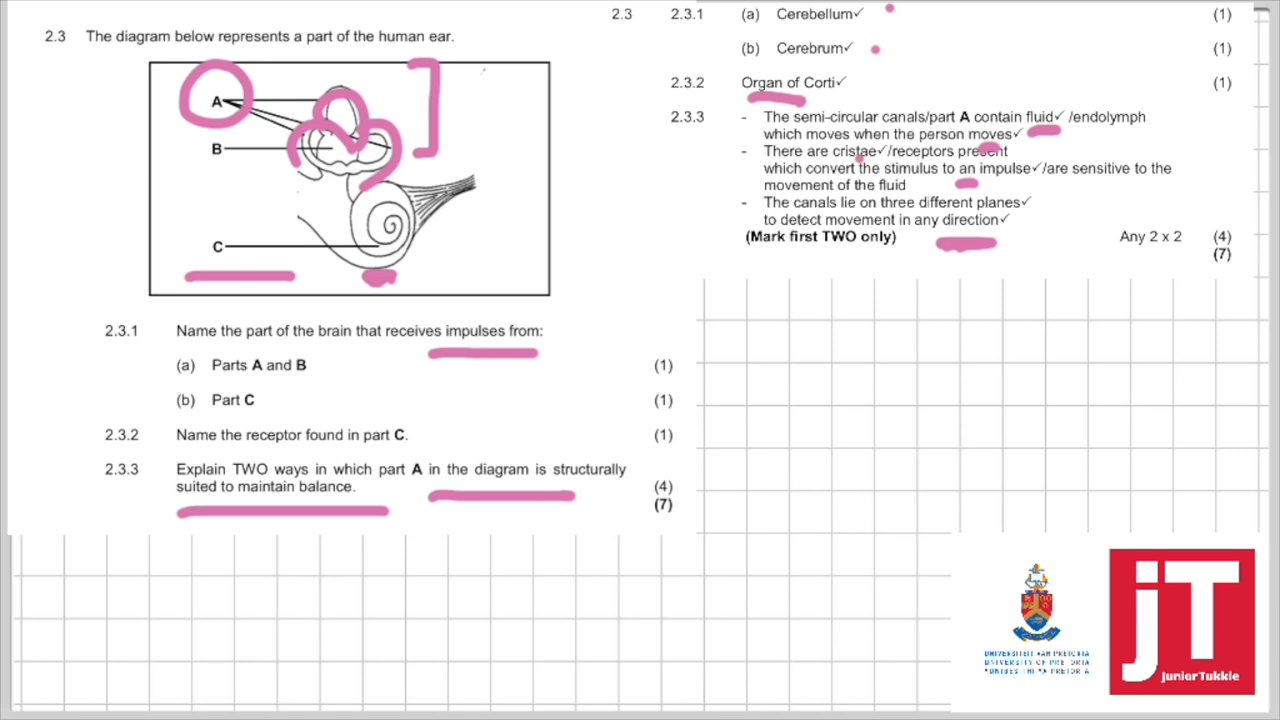 2.3 The diagram below represents a part of the human ear.
A
B
C
2.3.1 Name the part of the brain that receives impulses from:
(a) Parts A and B (1)
(b) Part C (1)
2.3.2 Name the receptor found in part C. (1)
2.3.3 Explain TWO ways in which part A in the diagram is structurally
suited to maintain balance. (4)
(7)
2.3 2.3.1 (a) Cerebellum✓ (1)
(b) Cerebrum✓ (1)
2.3.2 Organ of Corti✓ (1)
2.3.3 - The semi-circular canals/part A contain fluid✓ /endolymph
which moves when the person moves✓
- There are cristae✓/receptors present
which convert the stimulus to an impulse✓/are sensitive to the
movement of the fluid
- The canals lie on three different planes✓
to detect movement in any direction✓
(Mark first TWO only) Any 2 x 2 (4)
(7)
UNIVERSITEIT VAN PRETORIA
UNIVERSITY OF PRETORIA
YUNIBESITHI YA PRETORIA
jT
JuniorTukkie